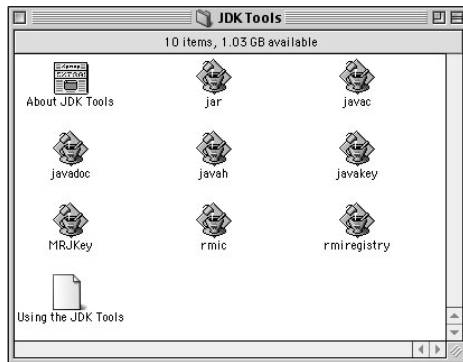 JDK Tools
10 items, 1.03 GB available
About JDK Tools
jar
javac
javadoc
javah
javakey
MRJKey
rmic
rmiregistry
Using the JDK Tools